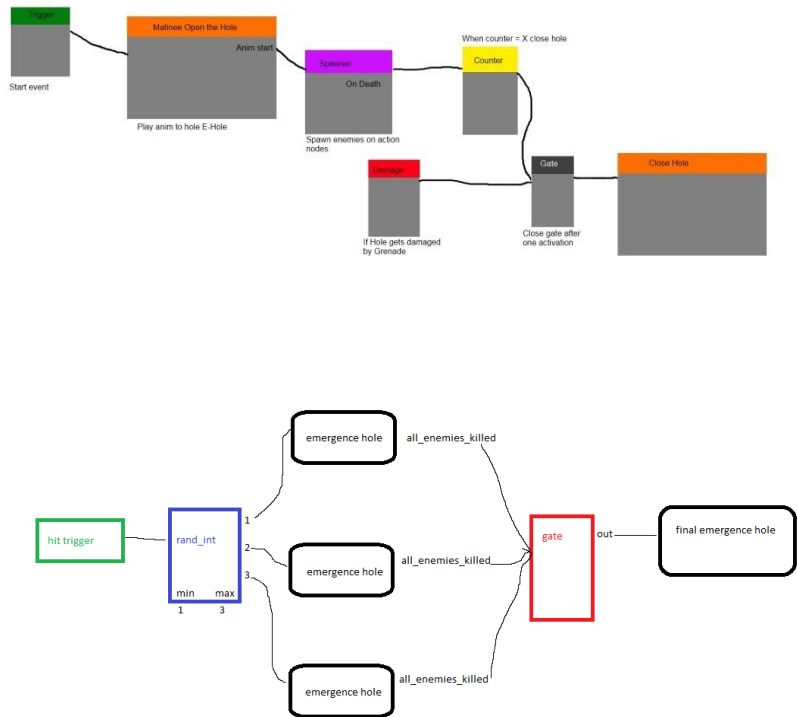 Trigger
Start event
Matinee Open the Hole
Anim start
Play anim to hole E-Hole
Spawner
On Death
Spawn enemies on action
nodes
When counter = X close hole
Counter
Damage
If Hole gets damaged
by Grenade
Gate
Close gate after
one activation
Close Hole
hit trigger
rand_int
1
2
3
min max
1 3
emergence hole
all_enemies_killed
emergence hole
all_enemies_killed
emergence hole
all_enemies_killed
gate
out
final emergence hole